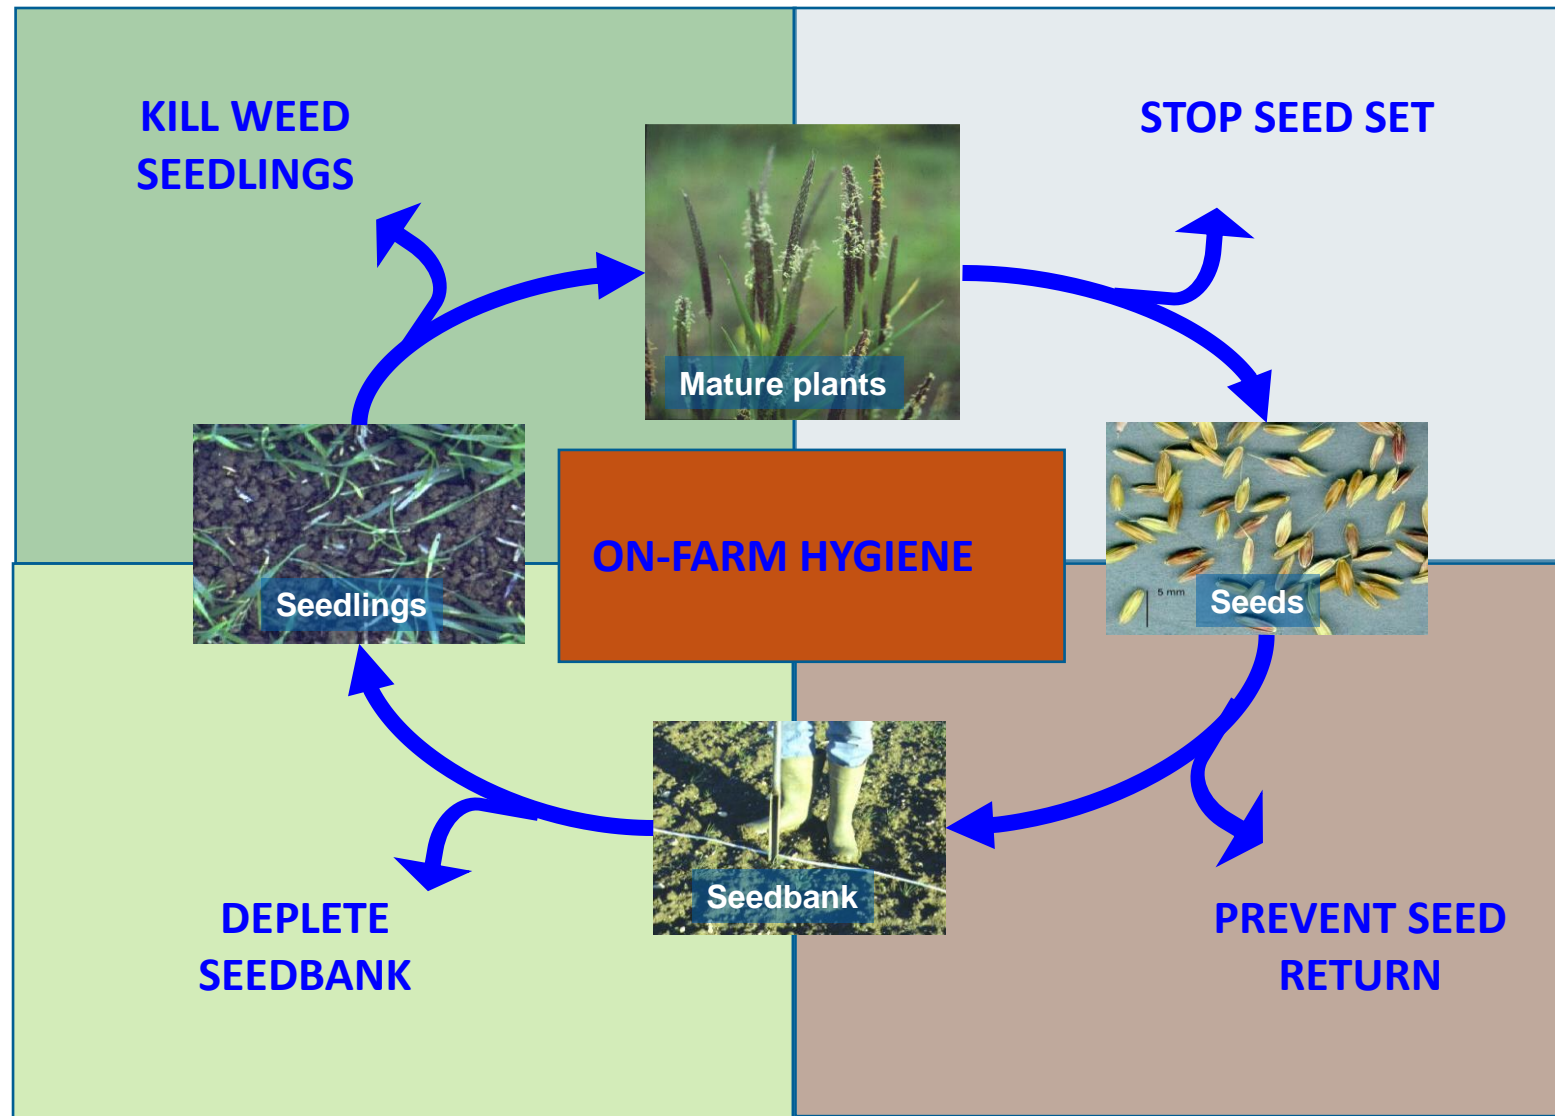 KILL WEED
SEEDLINGS
STOP SEED SET
Mature plants
ON-FARM HYGIENE
Seedlings
5 mm
Seeds
Seedbank
DEPLETE
SEEDBANK
PREVENT SEED
RETURN